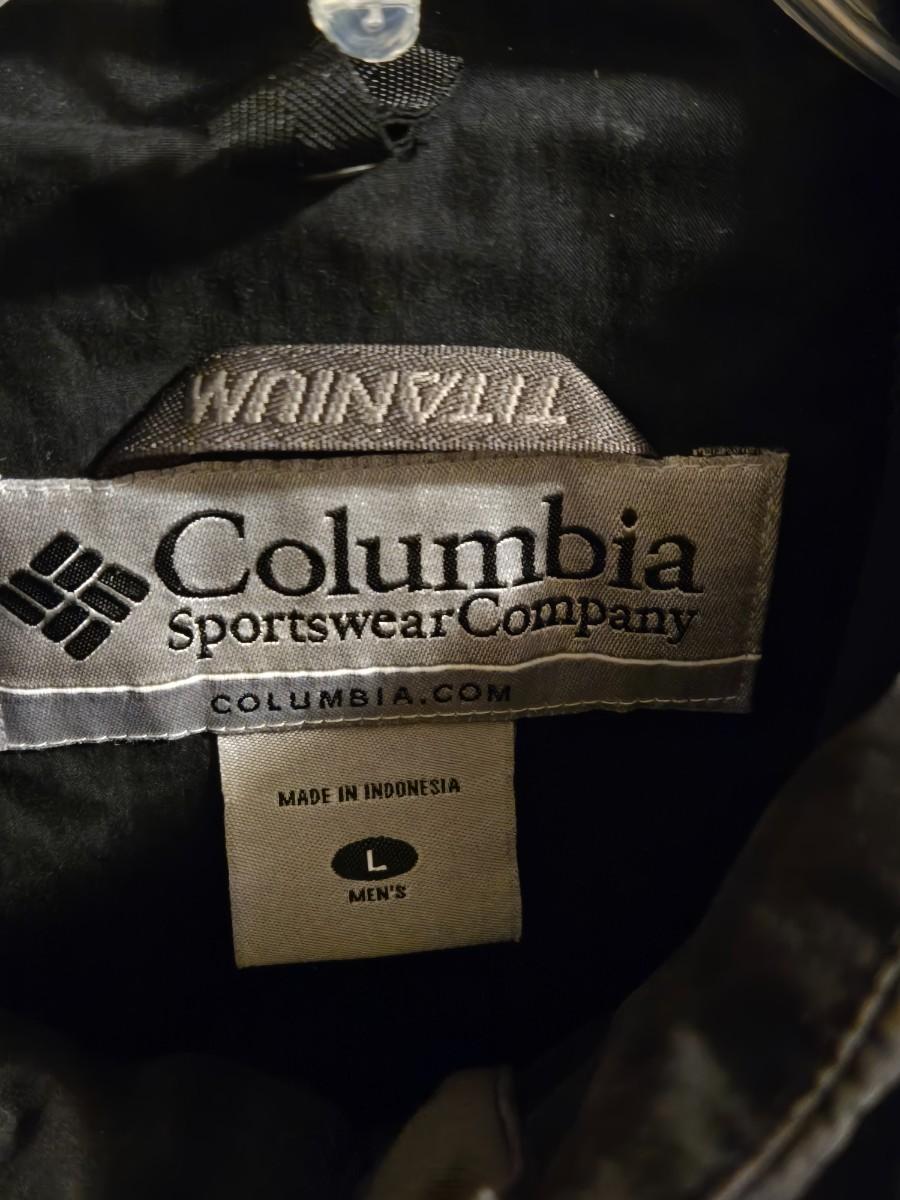 TITANIUM
Columbia
Sportswear Company
COLUMBIA.COM
MADE IN INDONESIA
L
MEN'S